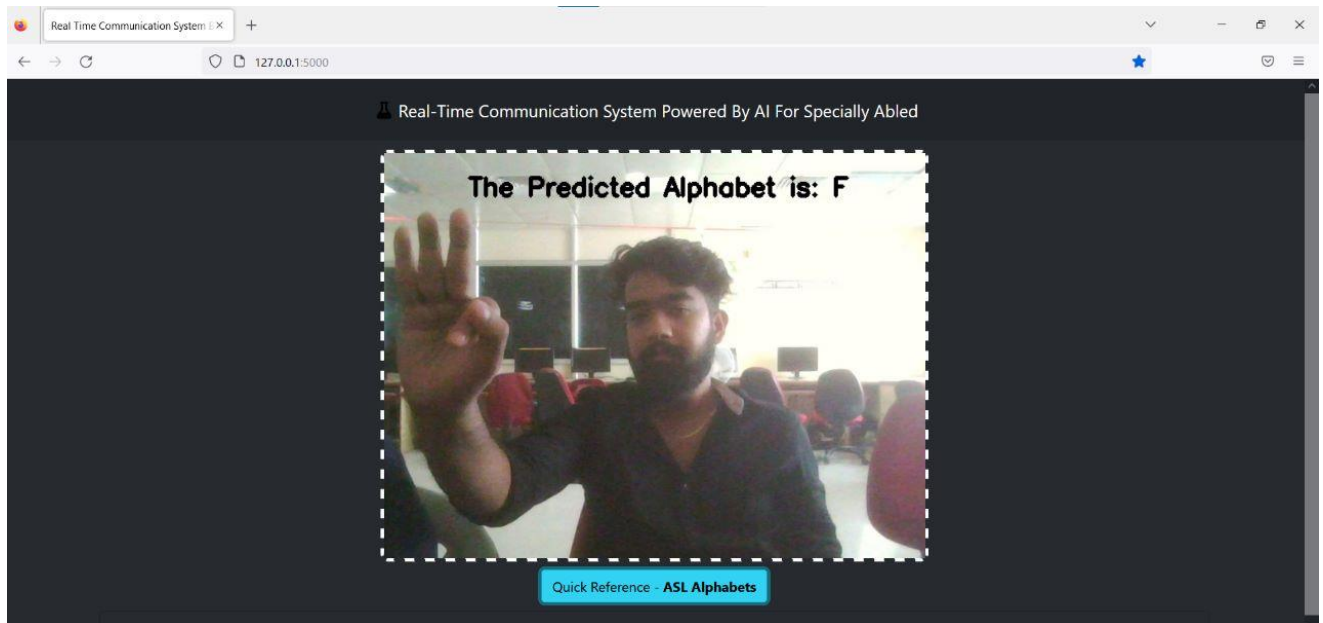 Real Time Communication System E
127.0.0.1:5000
Real-Time Communication System Powered By AI For Specially Abled
The Predicted Alphabet is: F
Quick Reference - ASL Alphabets